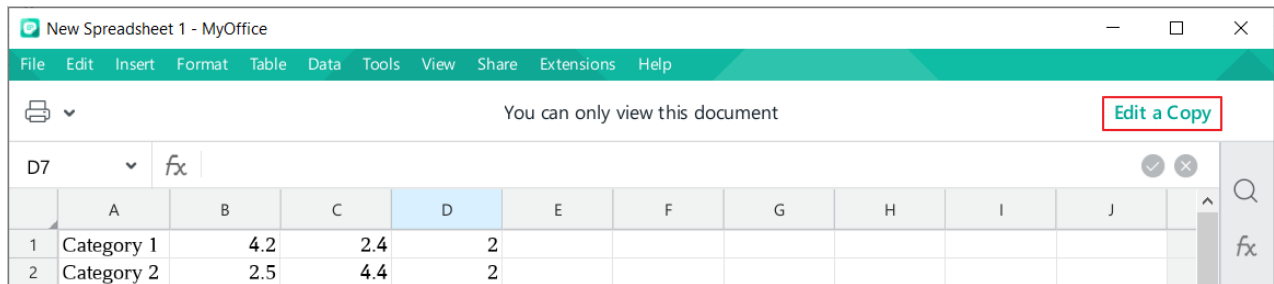 New Spreadsheet 1 - MyOffice
File Edit Insert Format Table Data Tools View Share Extensions Help
You can only view this document Edit a Copy
D7 fx
A B C D E F G H I J
1 Category 1 4.2 2.4 2 fx
2 Category 2 2.5 4.4 2